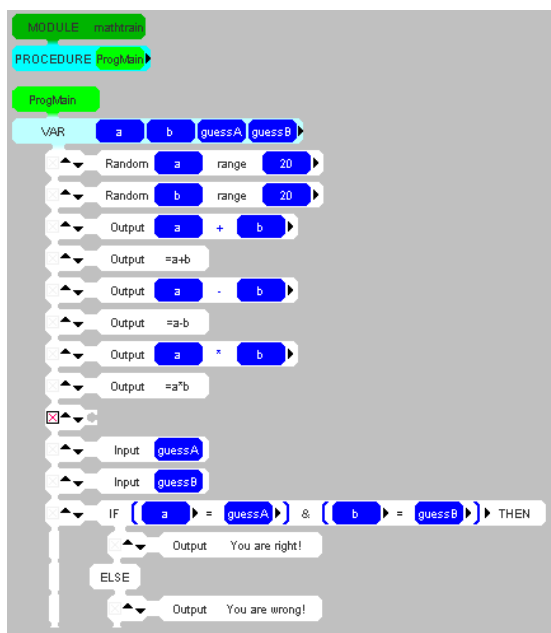 MODULE mathtrain
PROCEDURE ProgMain
ProgMain
VAR a b guessA guessB
Random a range 20
Random b range 20
Output a + b
Output =a+b
Output a - b
Output =a-b
Output a * b
Output =a*b
Input guessA
Input guessB
IF ( a = guessA ) & ( b = guessB ) THEN
Output You are right!
ELSE
Output You are wrong!